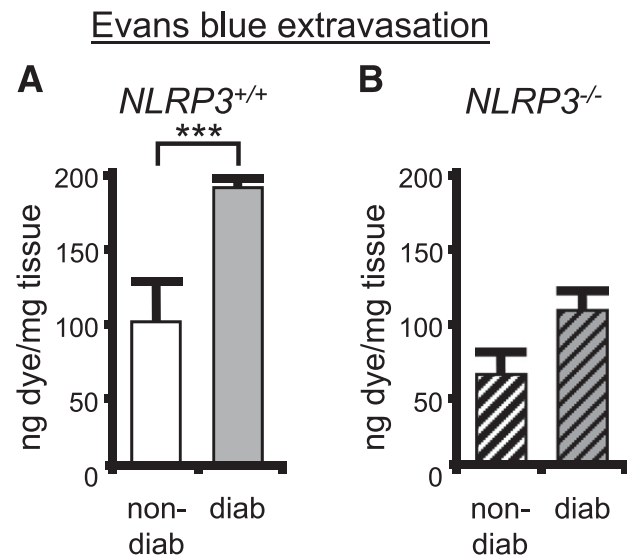 Evans blue extravasation
A
NLRP3+/+
***
ng dye/mg tissue
200
150
100
50
0
non-
diab
diab
B
NLRP3-/-
ng dye/mg tissue
200
150
100
50
0
non-
diab
diab